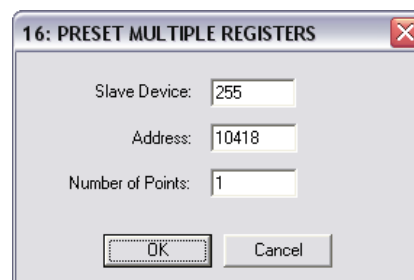 16: PRESET MULTIPLE REGISTERS
Slave Device: 255
Address: 10418
Number of Points: 1
OK Cancel